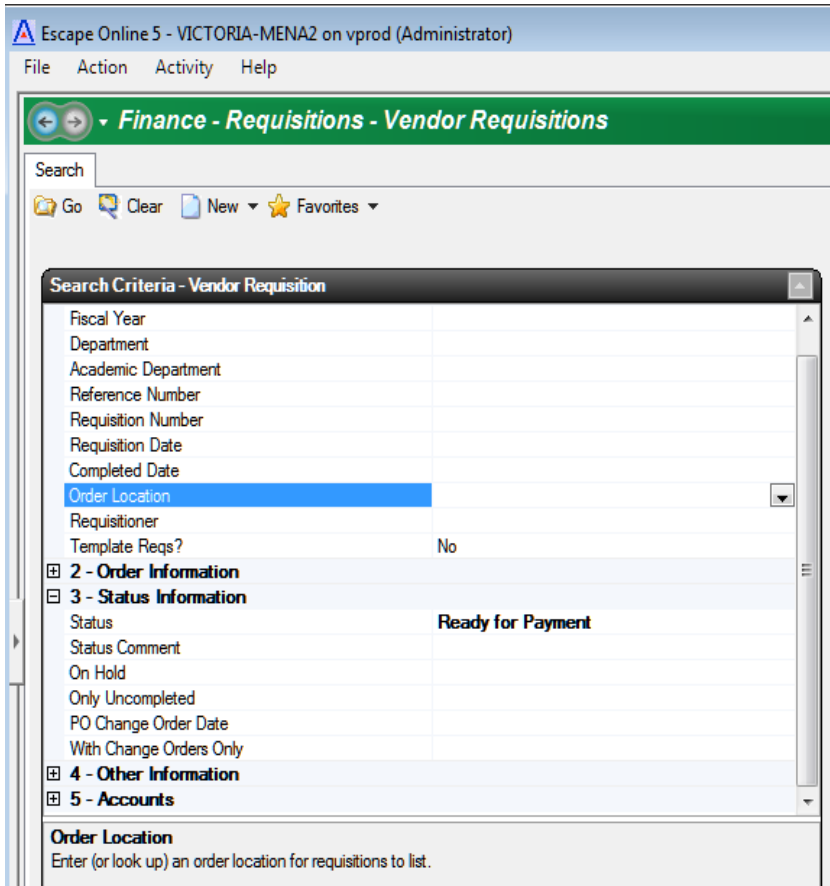 Escape Online 5 - VICTORIA-MENA2 on vprod (Administrator)
File Action Activity Help
Finance - Requisitions - Vendor Requisitions
Search
Go Clear New Favorites
Search Criteria - Vendor Requisition
Fiscal Year
Department
Academic Department
Reference Number
Requisition Number
Requisition Date
Completed Date
Order Location
Requisitioner
Template Reqs? No
2 - Order Information
3 - Status Information
Status Ready for Payment
Status Comment
On Hold
Only Uncompleted
PO Change Order Date
With Change Orders Only
4 - Other Information
5 - Accounts
Order Location
Enter (or look up) an order location for requisitions to list.